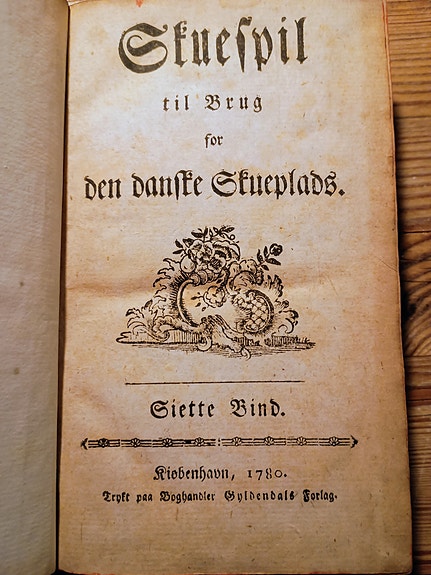 Skueſpil
til Brug
for
den danſke Skueplads.
Siette Bind.
Kiøbenhavn, 1780.
Trykt paa Boghandler Gyldendals Forlag.